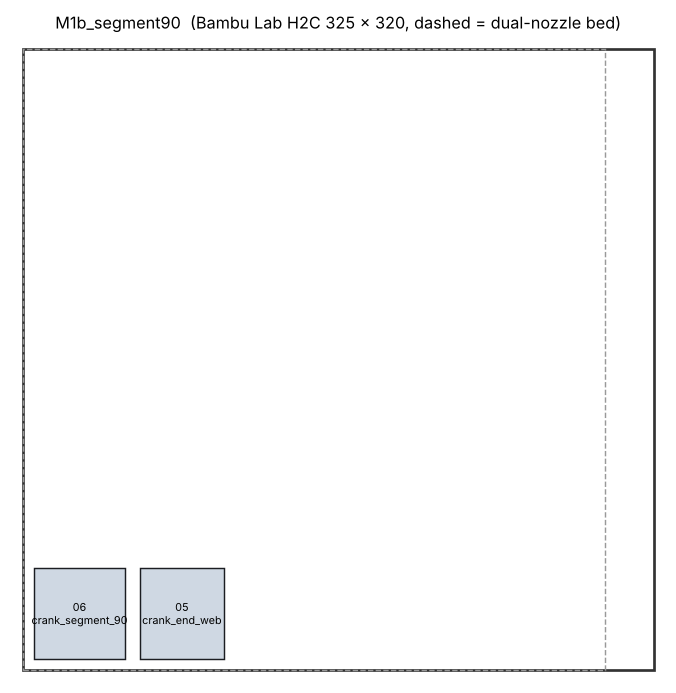 M1b_segment90 (Bambu Lab H2C 325 × 320, dashed = dual-nozzle bed)
06
crank_segment_90
05
crank_end_web